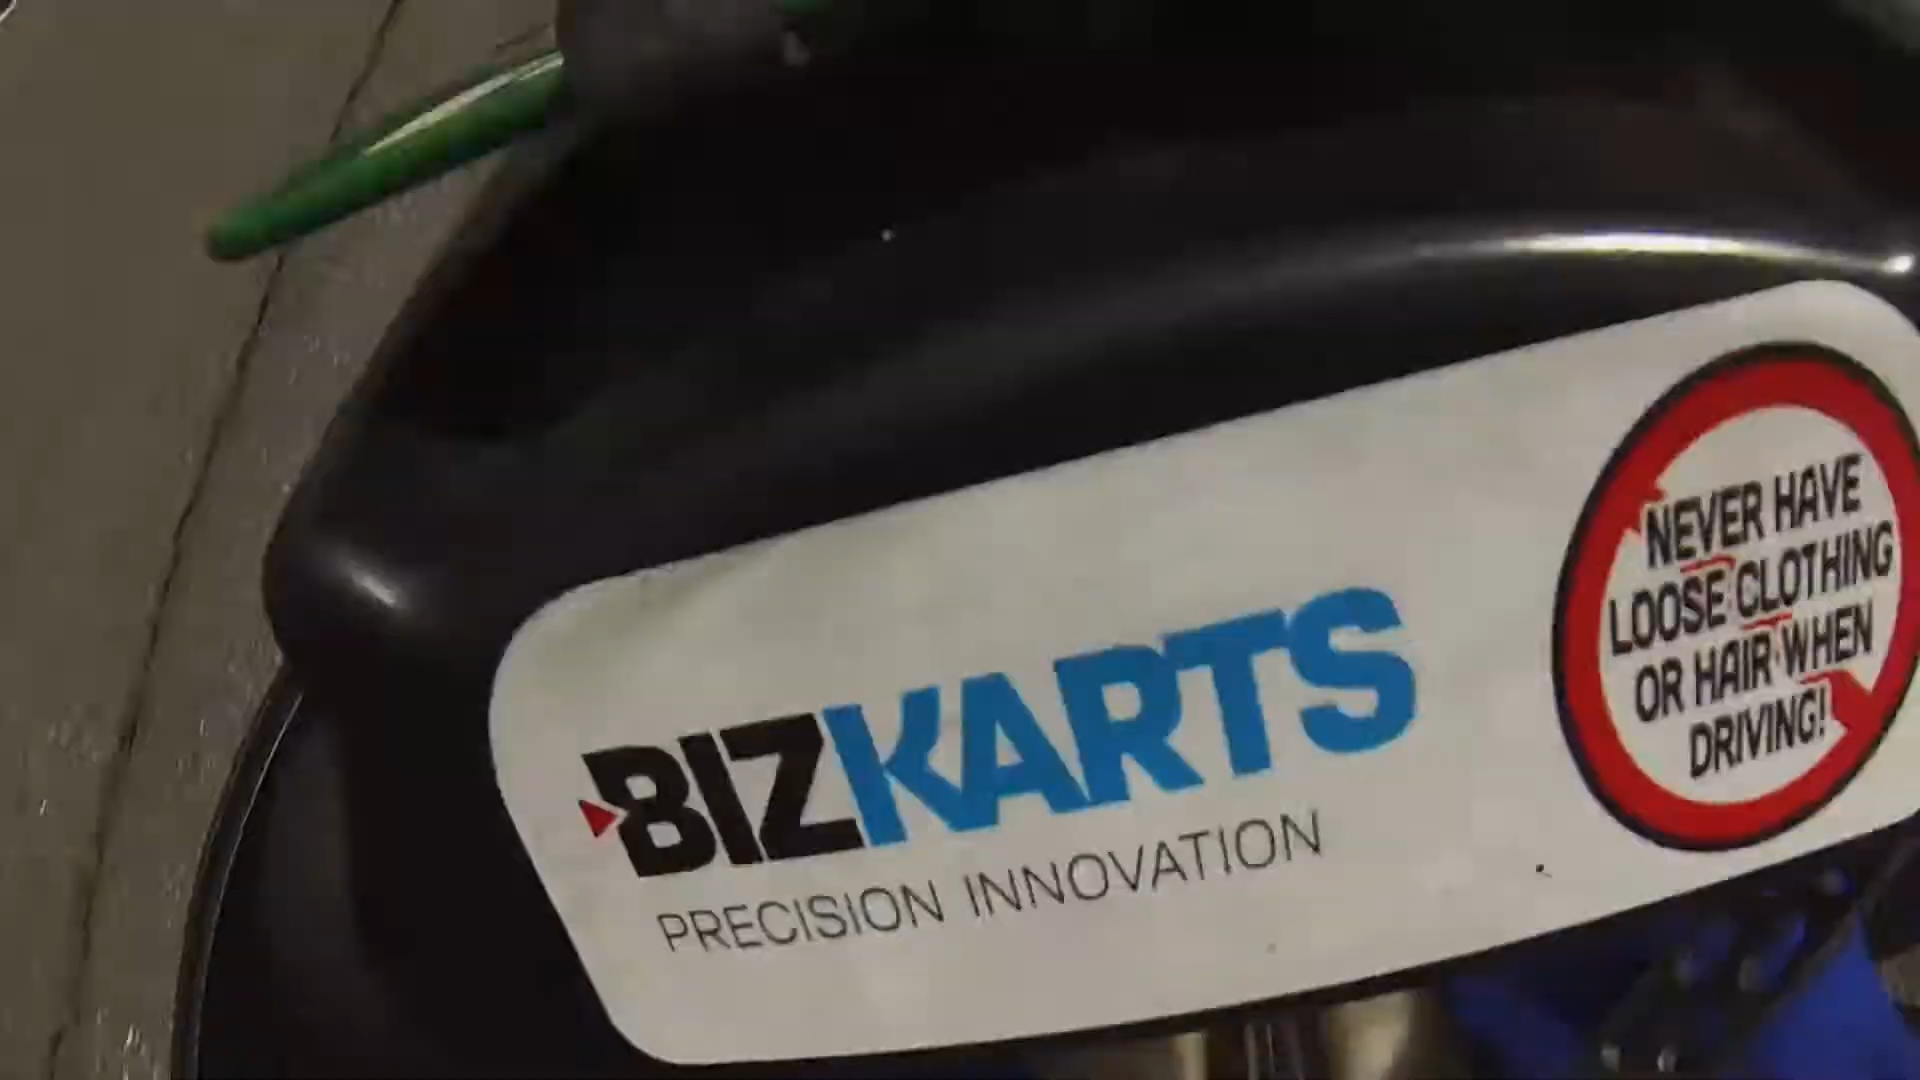 BIZKARTS
PRECISION INNOVATION
NEVER HAVE
LOOSE CLOTHING
OR HAIR WHEN
DRIVING!